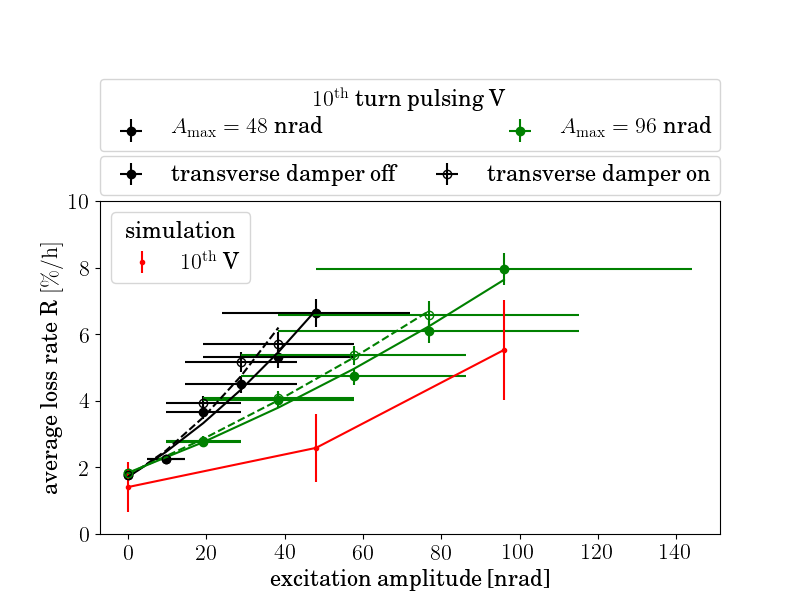 10th turn pulsing V
A_max = 48 nrad A_max = 96 nrad
transverse damper off transverse damper on
simulation
10th V
average loss rate R [%/h]
10
8
6
4
2
0
0 20 40 60 80 100 120 140
excitation amplitude [nrad]